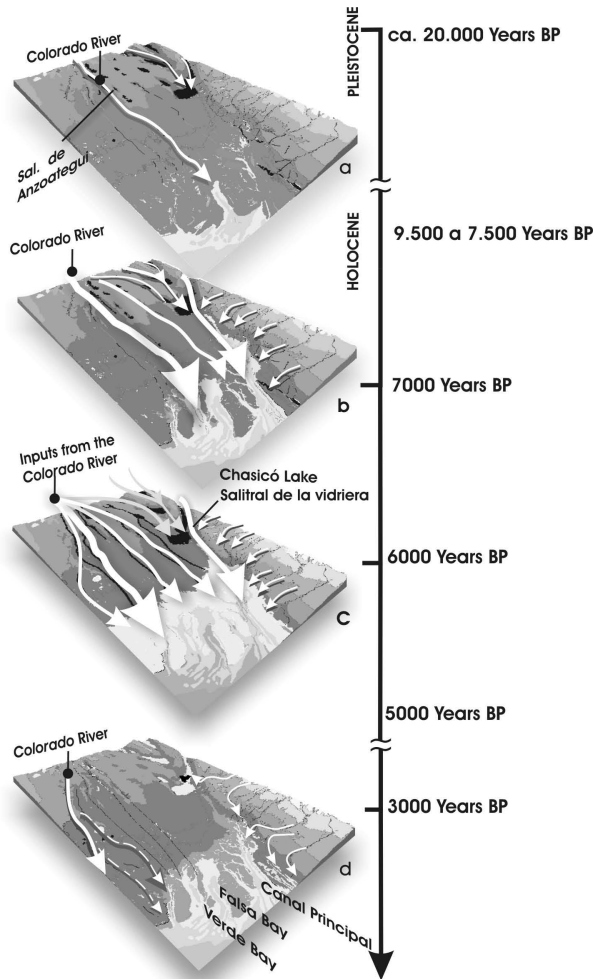 PLEISTOCENE
ca. 20.000 Years BP
Colorado River
Sal. de
Anzoategui
a
HOLOCENE
9.500 a 7.500 Years BP
Colorado River
b
7000 Years BP
Inputs from the
Colorado River
Chasicó Lake
Salitral de la vidriera
6000 Years BP
C
5000 Years BP
Colorado River
3000 Years BP
d
Canal Principal
Falsa Bay
Verde Bay